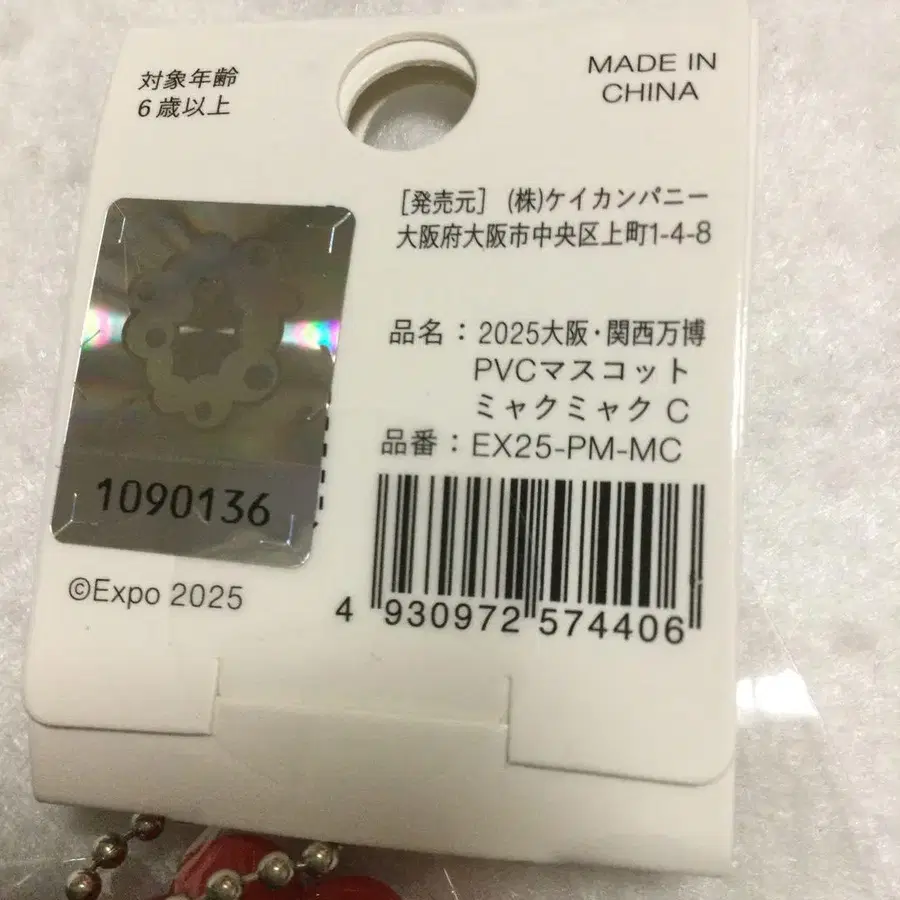 対象年齢
6歳以上
MADE IN
CHINA
[発売元] (株)ケイカンパニー
大阪府大阪市中央区上町1-4-8
品名:2025大阪・関西万博
PVCマスコット
ミャクミャク C
品番:EX25-PM-MC
1090136
©Expo 2025
4 930972 574406